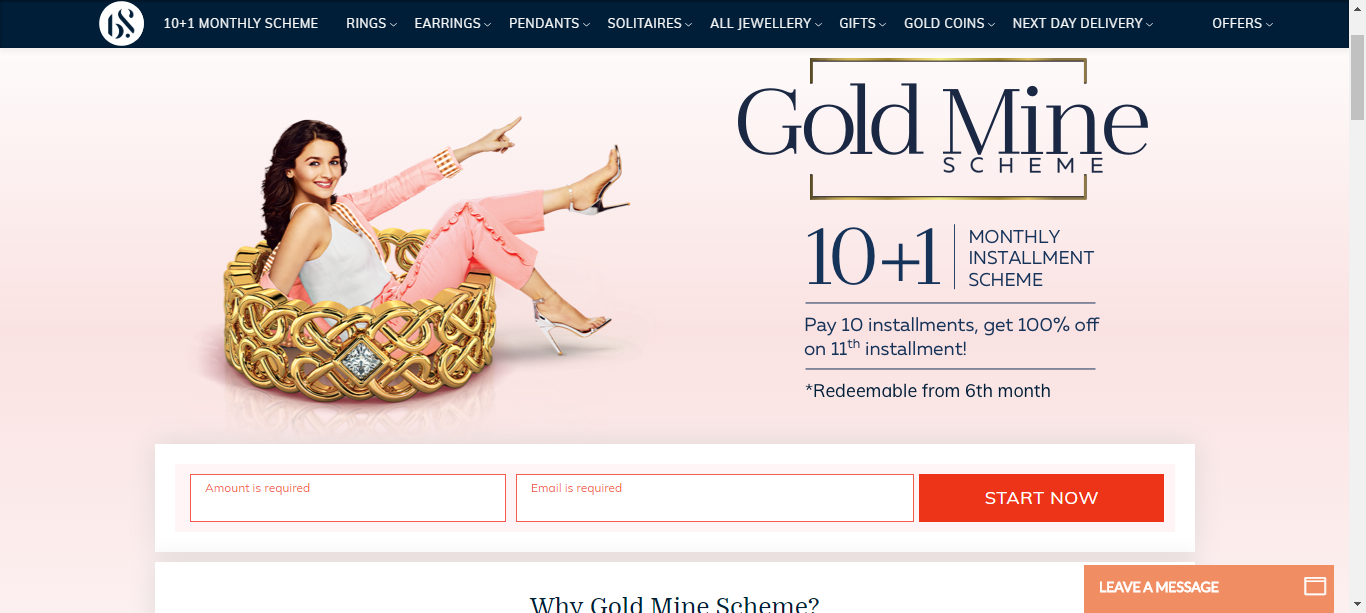 BS
10+1 MONTHLY SCHEME RINGS EARRINGS PENDANTS SOLITAIRES ALL JEWELLERY GIFTS GOLD COINS NEXT DAY DELIVERY OFFERS
Gold Mine
SCHEME
10+1
MONTHLY
INSTALLMENT
SCHEME
Pay 10 installments, get 100% off
on 11th installment!
*Redeemable from 6th month
Amount is required Email is required START NOW
Why Gold Mine Scheme?
LEAVE A MESSAGE